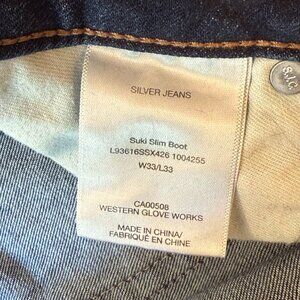 SILVER JEANS
Suki Slim Boot
L93616SSX426 1004255
W33/L33
CA00508
WESTERN GLOVE WORKS
MADE IN CHINA/
FABRIQUÉ EN CHINE